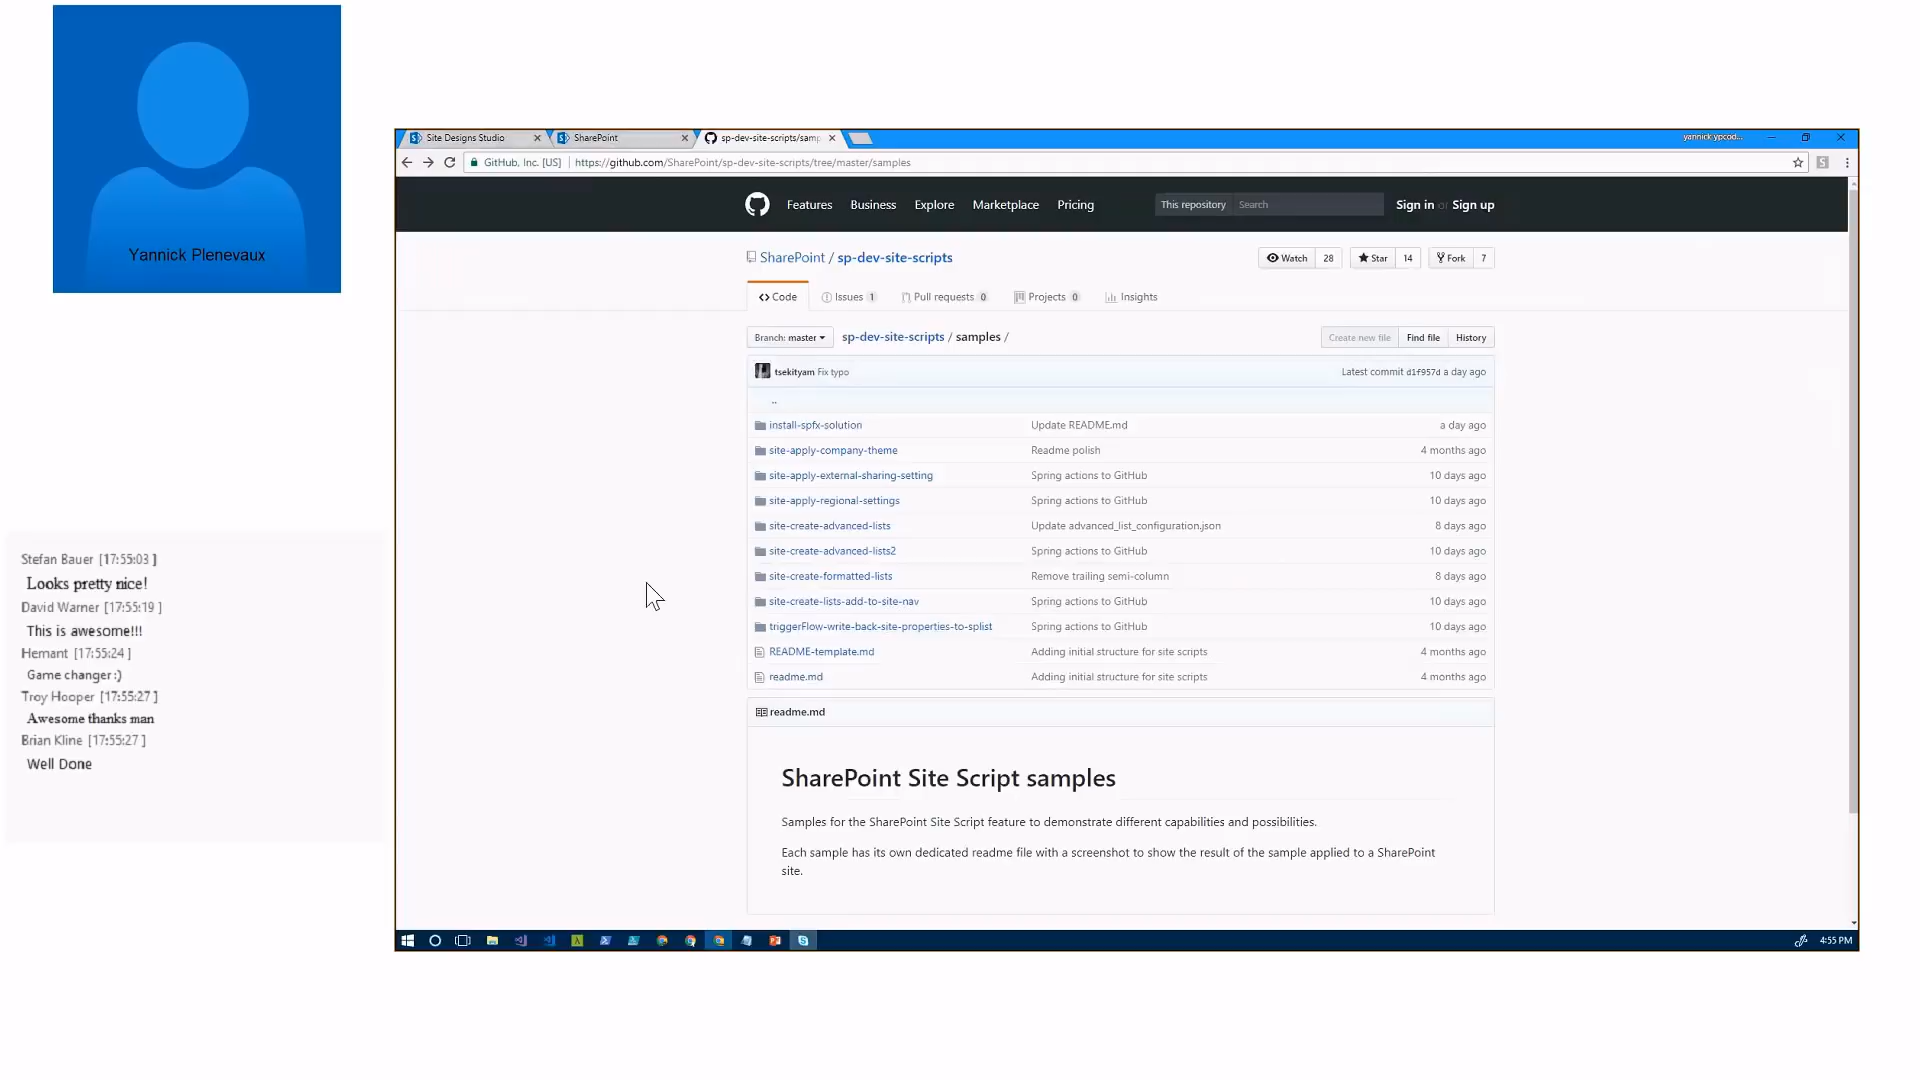 Yannick Plenevaux
Stefan Bauer [17:55:03 ]
Looks pretty nice!
David Warner [17:55:19 ]
This is awesome!!!
Hemant [17:55:24 ]
Game changer :)
Troy Hooper [17:55:27 ]
Awesome thanks man
Brian Kline [17:55:27 ]
Well Done
Site Designs Studio
SharePoint
sp-dev-site-scripts/samp
yannick-ypcod...
GitHub, Inc. [US]
https://github.com/SharePoint/sp-dev-site-scripts/tree/master/samples
Features Business Explore Marketplace Pricing
This repository Search
Sign in or Sign up
SharePoint / sp-dev-site-scripts
Watch 28 Star 14 Fork 7
Code Issues 1 Pull requests 0 Projects 0 Insights
Branch: master sp-dev-site-scripts / samples /
Create new file Find file History
tsekityam Fix typo Latest commit d1f957d a day ago
..
install-spfx-solution Update README.md a day ago
site-apply-company-theme Readme polish 4 months ago
site-apply-external-sharing-setting Spring actions to GitHub 10 days ago
site-apply-regional-settings Spring actions to GitHub 10 days ago
site-create-advanced-lists Update advanced_list_configuration.json 8 days ago
site-create-advanced-lists2 Spring actions to GitHub 10 days ago
site-create-formatted-lists Remove trailing semi-column 8 days ago
site-create-lists-add-to-site-nav Spring actions to GitHub 10 days ago
triggerFlow-write-back-site-properties-to-splist Spring actions to GitHub 10 days ago
README-template.md Adding initial structure for site scripts 4 months ago
readme.md Adding initial structure for site scripts 4 months ago
readme.md
SharePoint Site Script samples
Samples for the SharePoint Site Script feature to demonstrate different capabilities and possibilities.
Each sample has its own dedicated readme file with a screenshot to show the result of the sample applied to a SharePoint
site.
4:55 PM